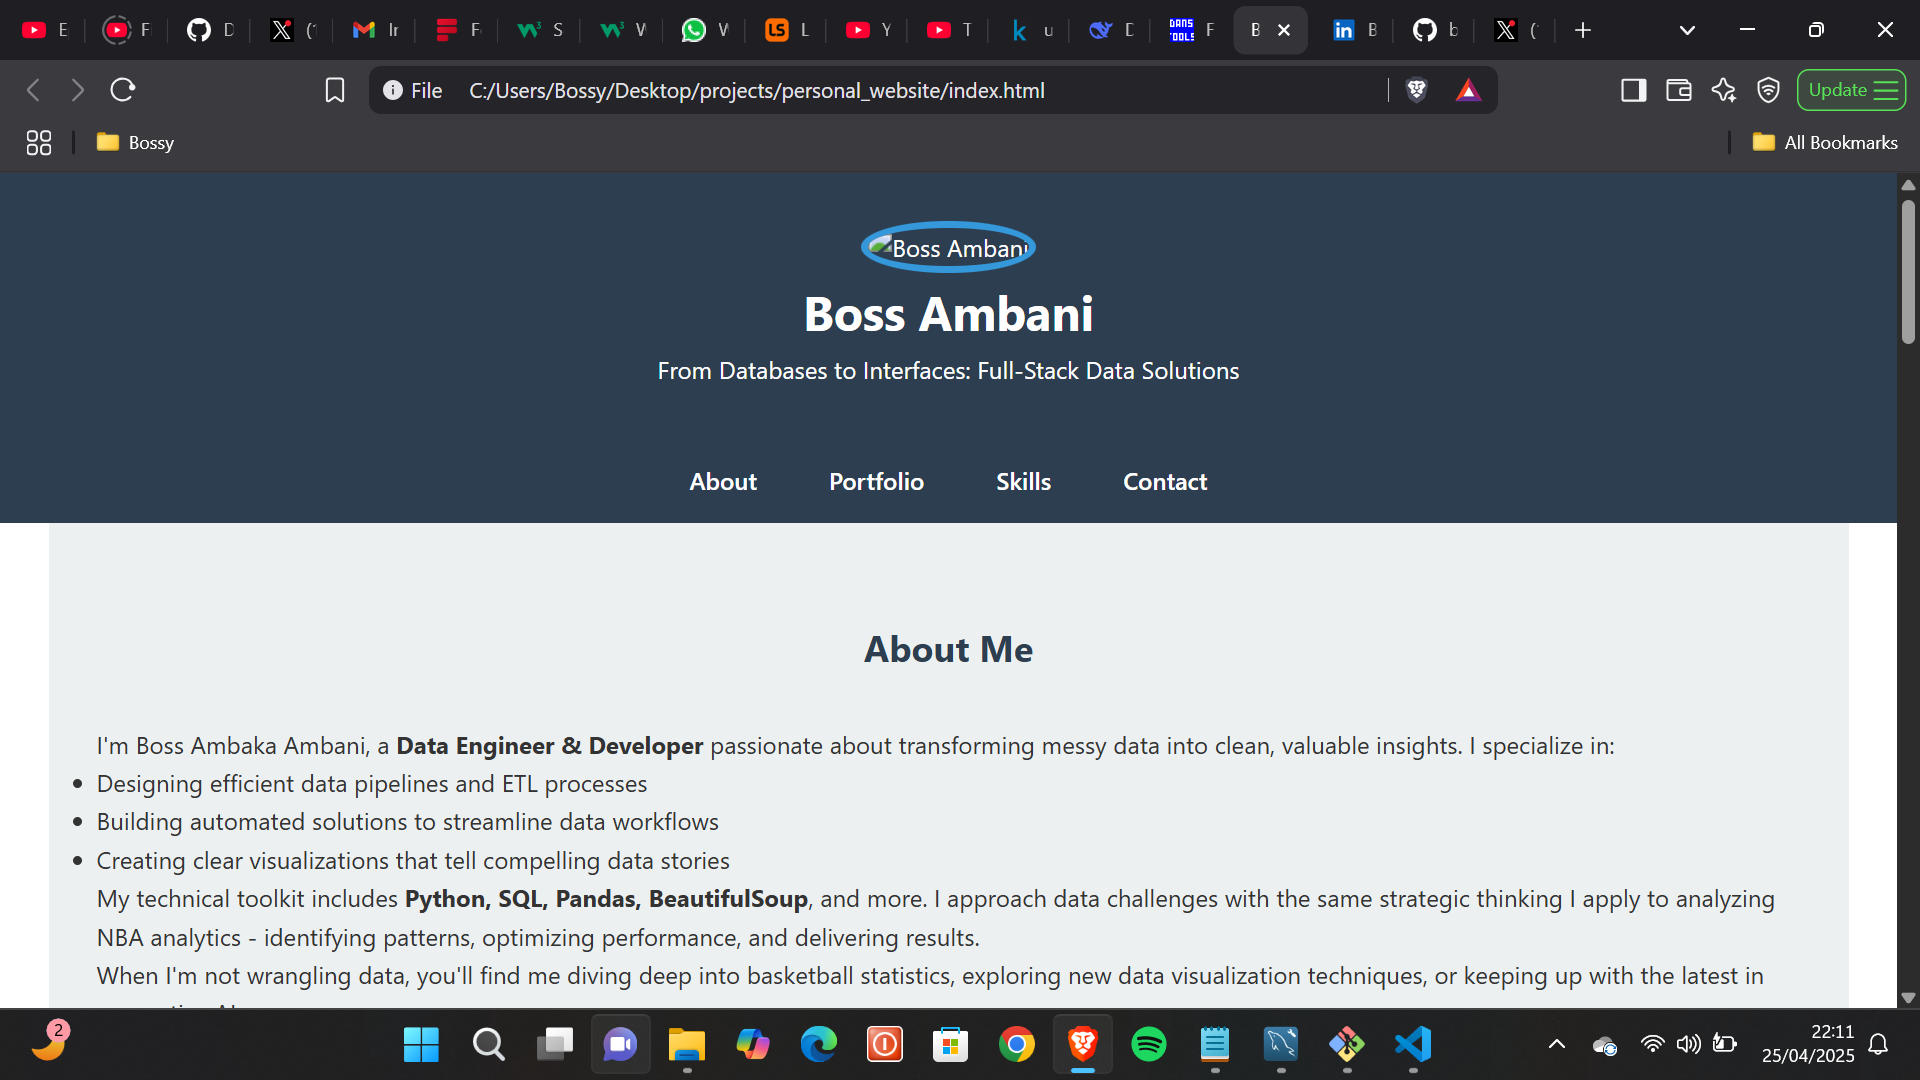 File C:/Users/Bossy/Desktop/projects/personal_website/index.html
Update
Bossy
All Bookmarks
Boss Ambani
Boss Ambani
From Databases to Interfaces: Full-Stack Data Solutions
About Portfolio Skills Contact
About Me
I'm Boss Ambaka Ambani, a Data Engineer & Developer passionate about transforming messy data into clean, valuable insights. I specialize in:
Designing efficient data pipelines and ETL processes
Building automated solutions to streamline data workflows
Creating clear visualizations that tell compelling data stories
My technical toolkit includes Python, SQL, Pandas, BeautifulSoup, and more. I approach data challenges with the same strategic thinking I apply to analyzing
NBA analytics - identifying patterns, optimizing performance, and delivering results.
When I'm not wrangling data, you'll find me diving deep into basketball statistics, exploring new data visualization techniques, or keeping up with the latest in
2
22:11
25/04/2025